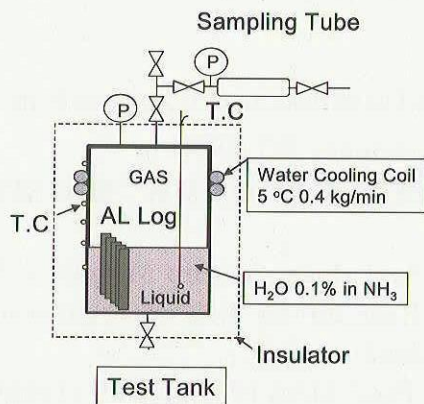 Sampling Tube
P
P
T.C
GAS
Water Cooling Coil
5 °C 0.4 kg/min
T.C
AL Log
H₂O 0.1% in NH₃
Liquid
Insulator
Test Tank